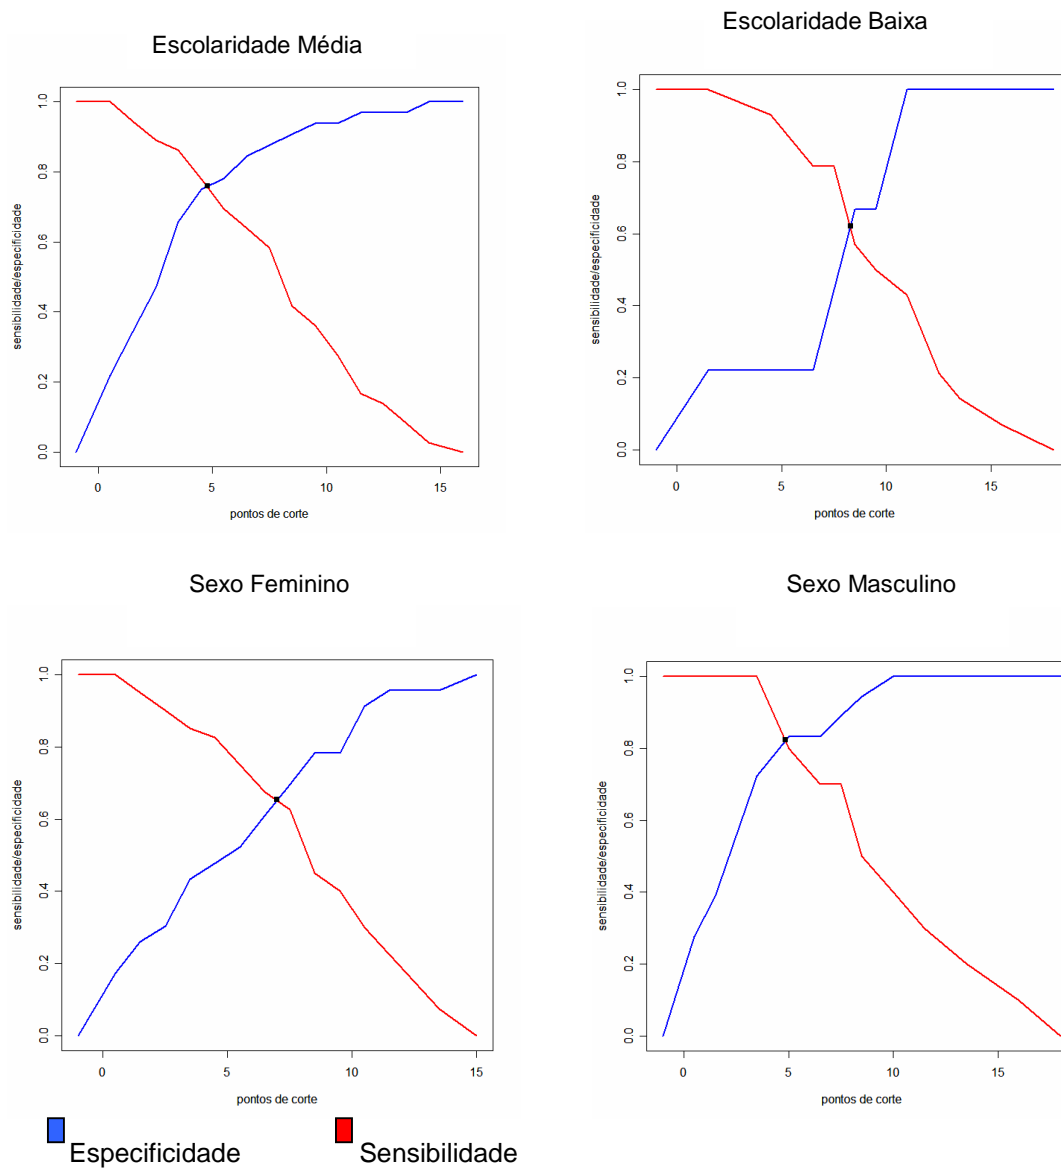 Escolaridade Média
sensibilidade/especificidade
1.0
0.8
0.6
0.4
0.2
0.0
0 5 10 15
pontos de corte
Escolaridade Baixa
sensibilidade/especificidade
1.0
0.8
0.6
0.4
0.2
0.0
0 5 10 15
pontos de corte
Sexo Feminino
sensibilidade/especificidade
1.0
0.8
0.6
0.4
0.2
0.0
0 5 10 15
pontos de corte
Sexo Masculino
sensibilidade/especificidade
1.0
0.8
0.6
0.4
0.2
0.0
0 5 10 15
pontos de corte
Especificidade
Sensibilidade